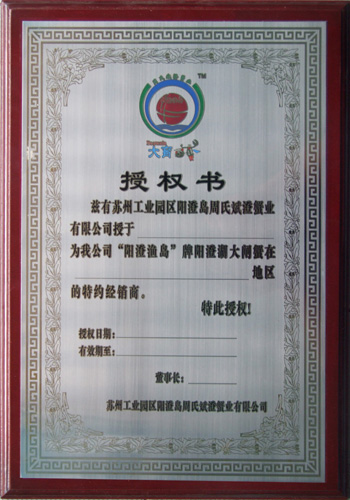 TM
授权书
兹有苏州工业园区阳澄岛周氏斌澄蟹业
有限公司授于
为我公司“阳澄渔岛”牌阳澄湖大闸蟹在
地区
的特约经销商。
特此授权!
授权日期:
有效期至:
董事长:
苏州工业园区阳澄岛周氏斌澄蟹业有限公司